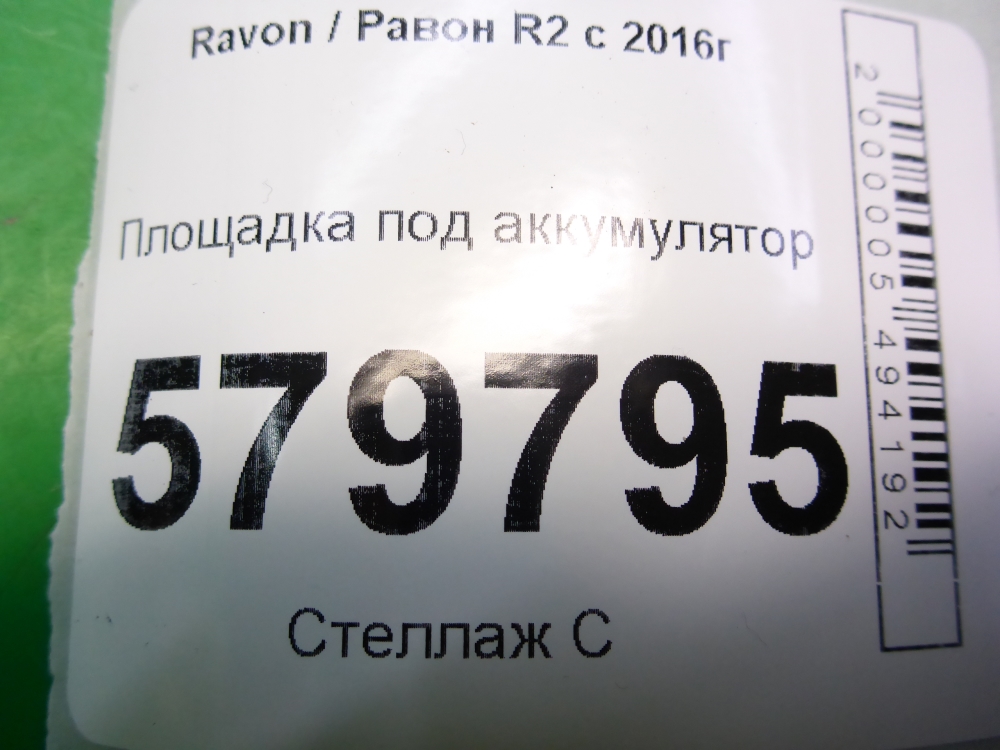 Ravon / Равон R2 с 2016г
Площадка под аккумулятор
579795
Стеллаж С
2000005494192